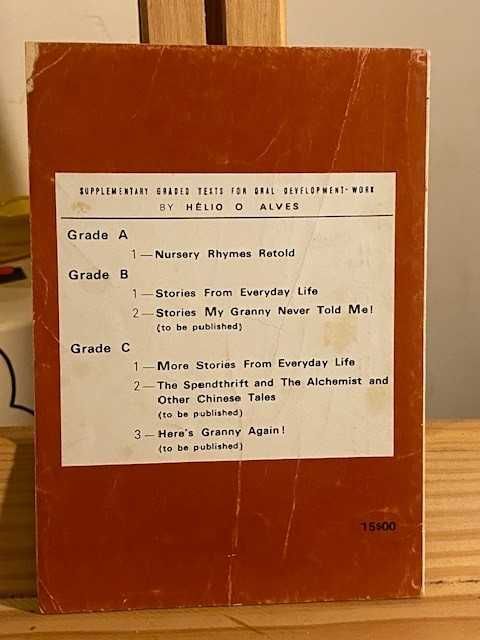 SUPPLEMENTARY GRADED TEXTS FOR ORAL DEVELOPMENT-WORK
BY HÉLIO O ALVES
Grade A
1—Nursery Rhymes Retold
Grade B
1—Stories From Everyday Life
2—Stories My Granny Never Told Me!
(to be published)
Grade C
1—More Stories From Everyday Life
2—The Spendthrift and The Alchemist and
Other Chinese Tales
(to be published)
3—Here's Granny Again!
(to be published)
15$00